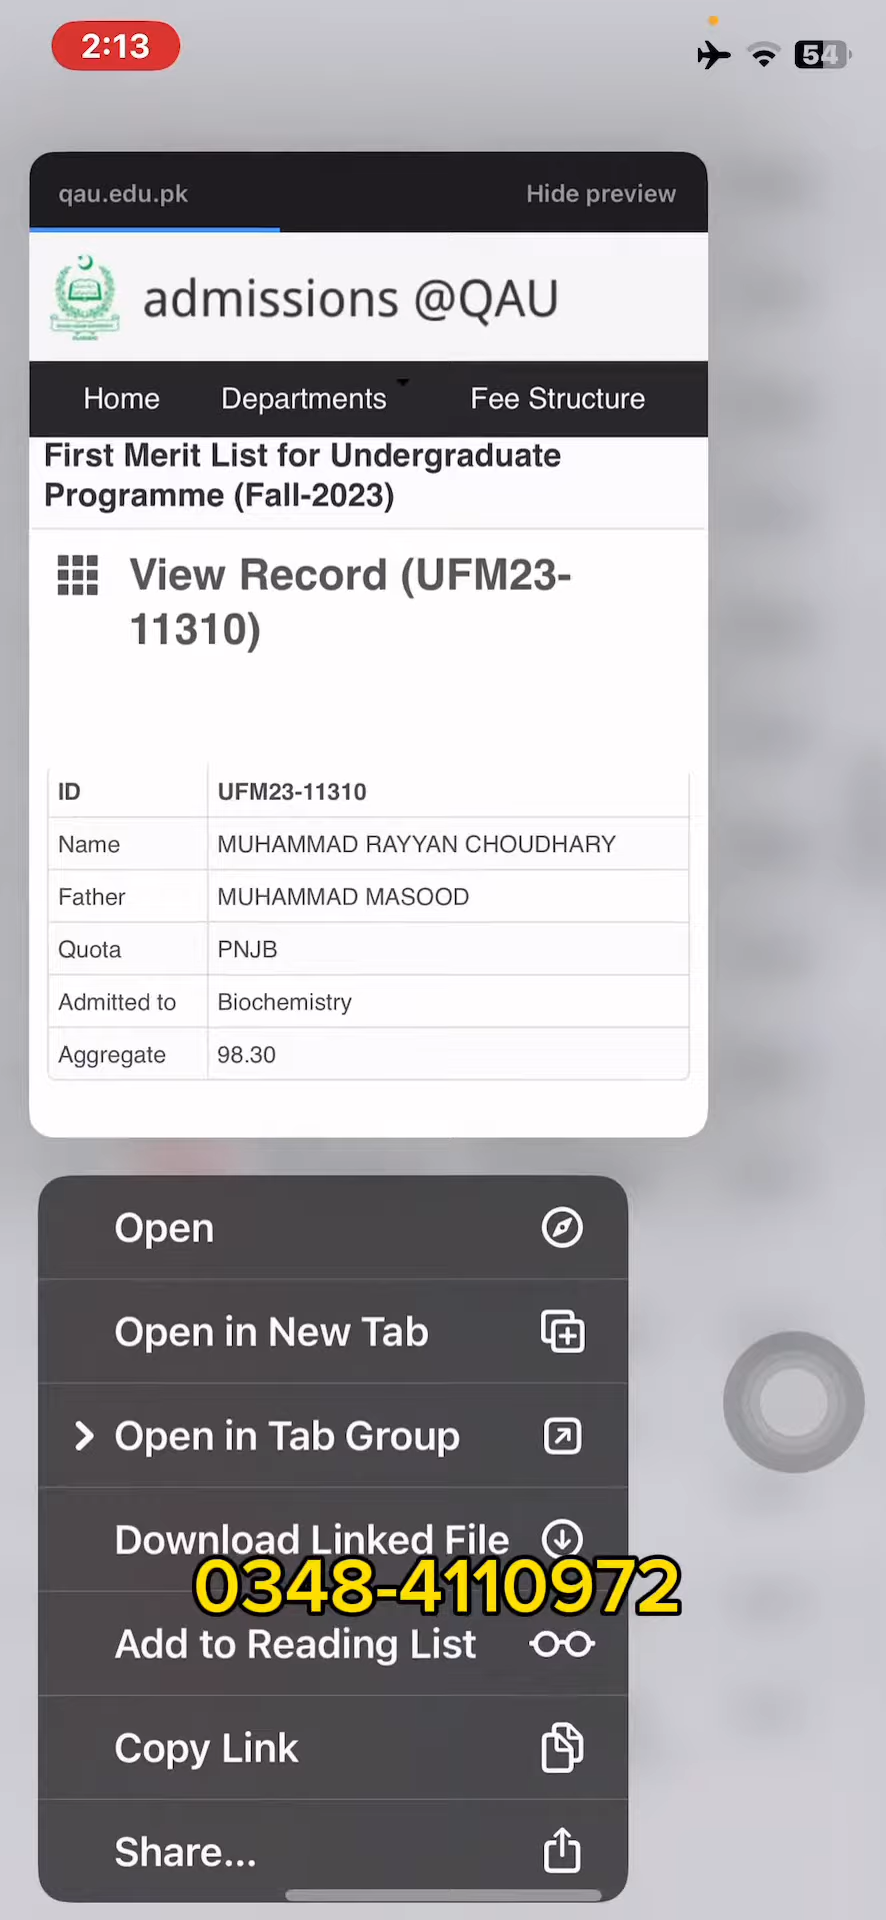 2:13
54
qau.edu.pk Hide preview
admissions @QAU
Home Departments Fee Structure
First Merit List for Undergraduate
Programme (Fall-2023)
View Record (UFM23-
11310)
ID UFM23-11310
Name MUHAMMAD RAYYAN CHOUDHARY
Father MUHAMMAD MASOOD
Quota PNJB
Admitted to Biochemistry
Aggregate 98.30
Open
Open in New Tab
Open in Tab Group
Download Linked File
0348-4110972
Add to Reading List
Copy Link
Share...